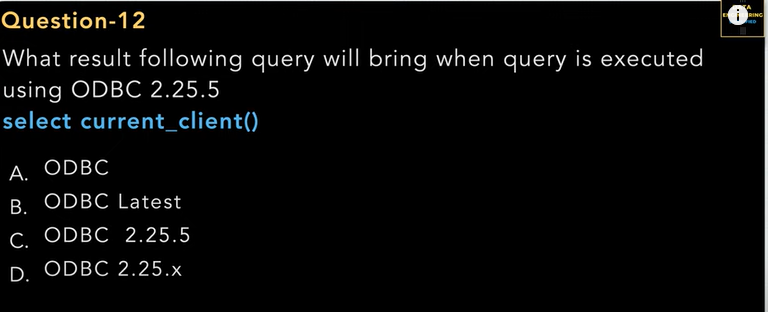 Question-12
What result following query will bring when query is executed
using ODBC 2.25.5
select current_client()
A. ODBC
B. ODBC Latest
C. ODBC 2.25.5
D. ODBC 2.25.x